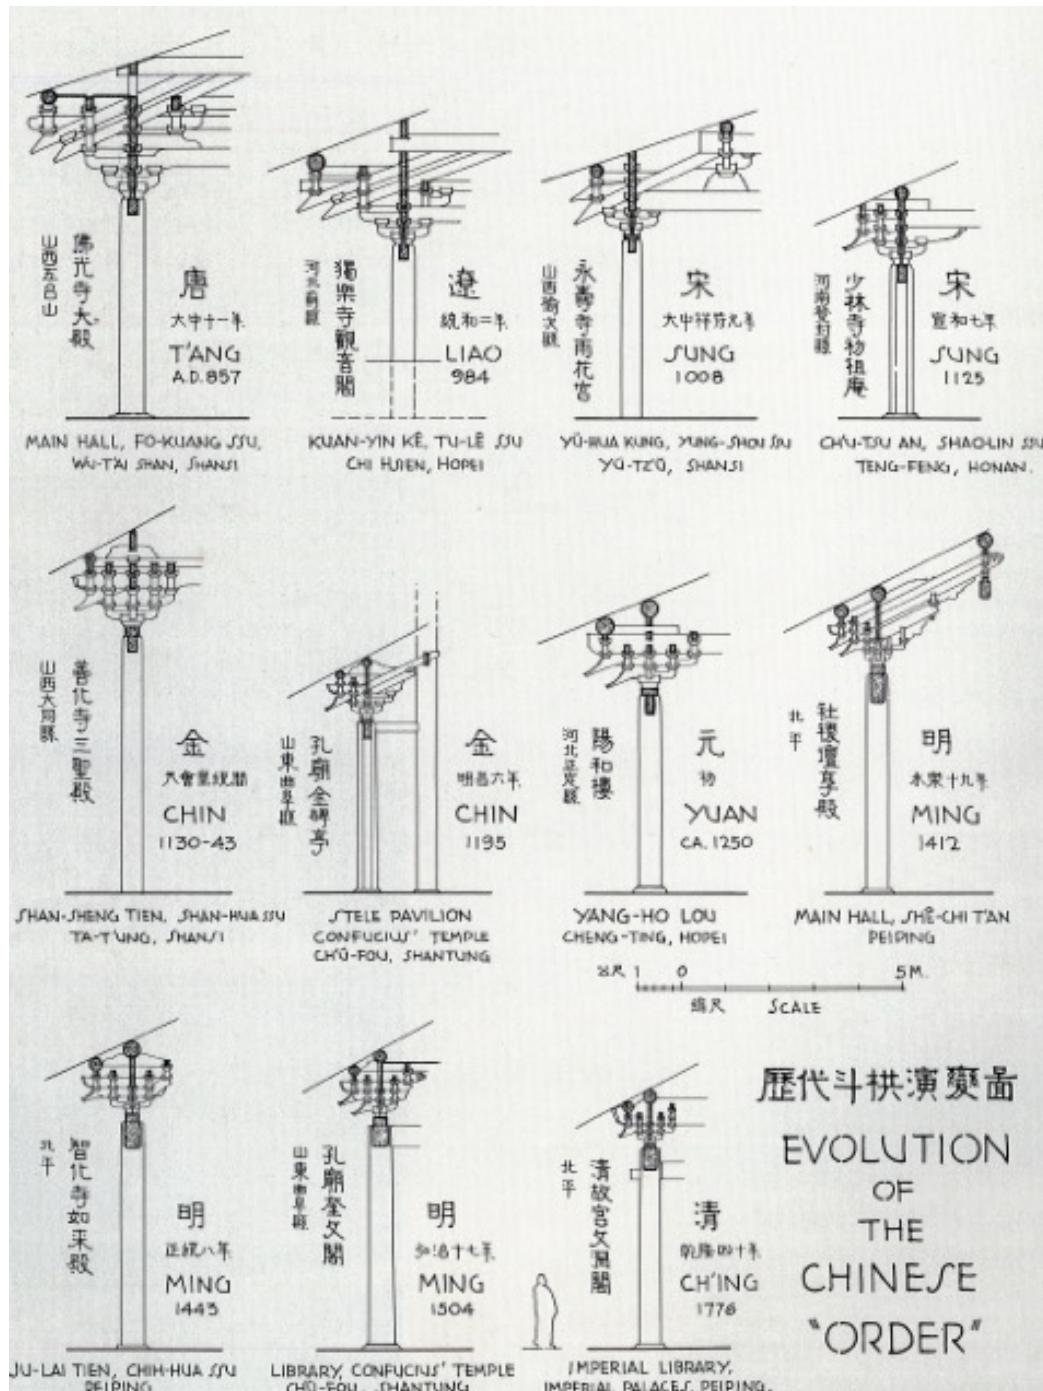 佛光寺大殿
山西五台山
唐
大中十一年
T'ANG
A.D. 857
MAIN HALL, FO-KUANG SSU,
WU-T'AI SHAN, SHANSI
獨樂寺觀音閣
河北薊縣
遼
統和二年
LIAO
984
KUAN-YIN KÊ, TU-LÊ SSU
CHI HSIEN, HOPEI
永壽寺雨花宮
山西榆次縣
宋
大中祥符元年
SUNG
1008
YÜ-HUA KUNG, YUNG-SHOU SSU
YÜ-TZ'Ŭ, SHANSI
少林寺初祖庵
河南登封縣
宋
宣和七年
SUNG
1125
CH'U-TSU AN, SHAOLIN SSU
TENG-FENG, HONAN.
善化寺三聖殿
山西大同縣
金
天會皇統間
CHIN
1130-43
SHAN-SHENG TIEN, SHAN-HUA SSU
TA-T'UNG, SHANSI
孔廟金碑亭
山東曲阜縣
金
明昌六年
CHIN
1195
STELE PAVILION
CONFUCIUS' TEMPLE
CH'Ü-FOU, SHANTUNG
陽和樓
河北正定縣
元
初
YUAN
CA. 1250
YANG-HO LOU
CHENG-TING, HOPEI
社稷壇享殿
北平
明
永樂十九年
MING
1412
MAIN HALL, SHÊ-CHI T'AN
PEIPING
公尺 1 0 5 M.
縮尺 SCALE
智化寺如來殿
北平
明
正統八年
MING
1443
JU-LAI TIEN, CHIH-HUA SSU
PEIPING
孔廟奎文閣
山東曲阜縣
明
弘治十七年
MING
1504
LIBRARY, CONFUCIUS' TEMPLE
CH'Ü-FOU, SHANTUNG
清故宮文淵閣
北平
清
乾隆四十年
CH'ING
1776
IMPERIAL LIBRARY,
IMPERIAL PALACES, PEIPING.
歷代斗栱演變圖
EVOLUTION
OF
THE
CHINESE
"ORDER"